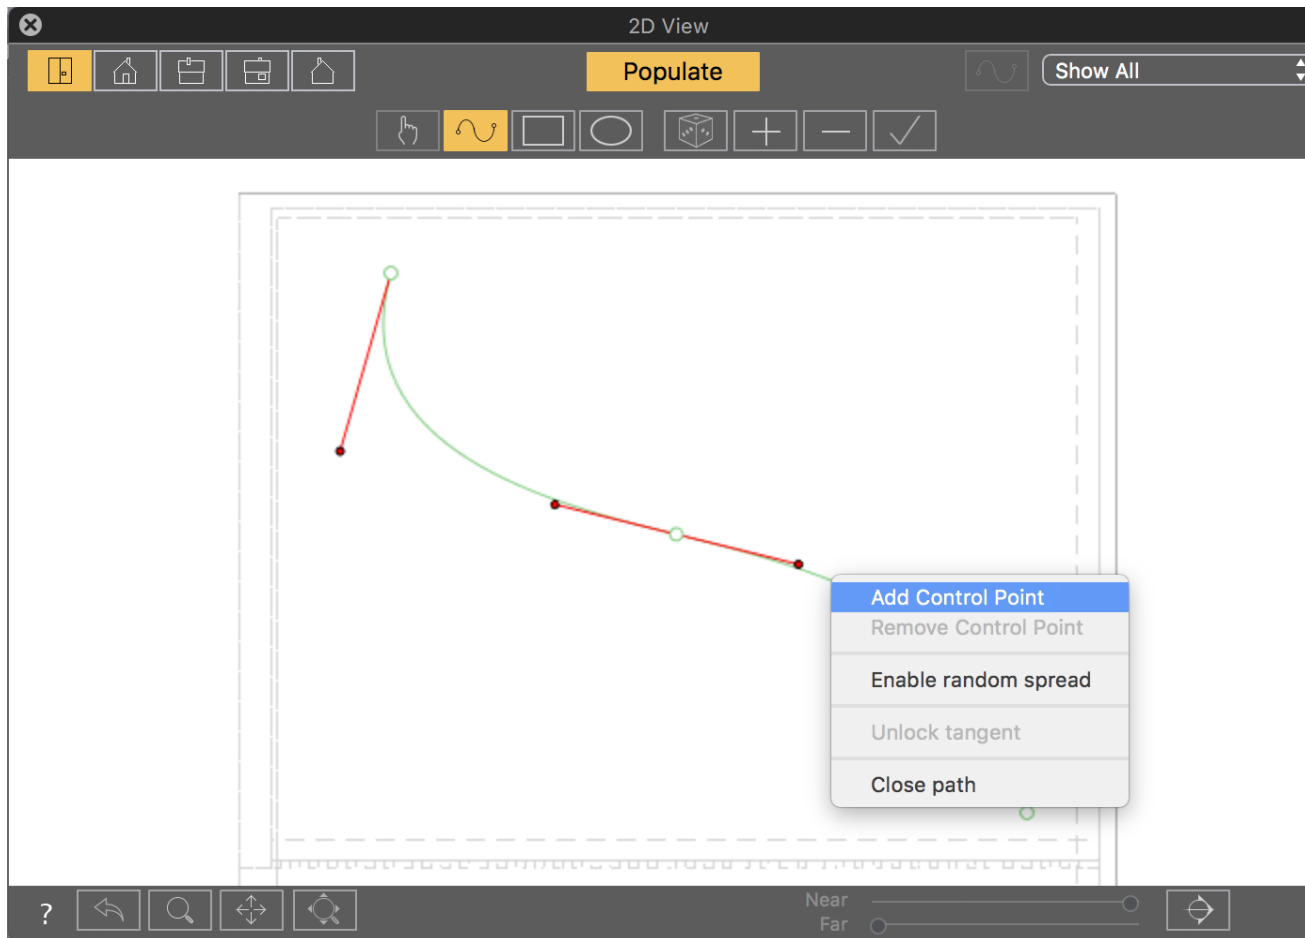 2D View
Populate
Show All
Add Control Point
Remove Control Point
Enable random spread
Unlock tangent
Close path
?
Near
Far